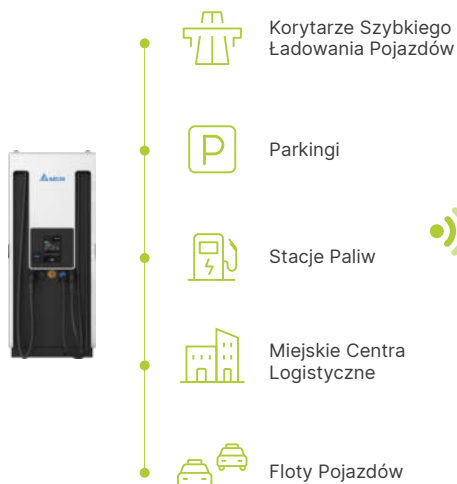 Korytarze Szybkiego
Ładowania Pojazdów
P
Parkingi
Stacje Paliw
Miejskie Centra
Logistyczne
Floty Pojazdów